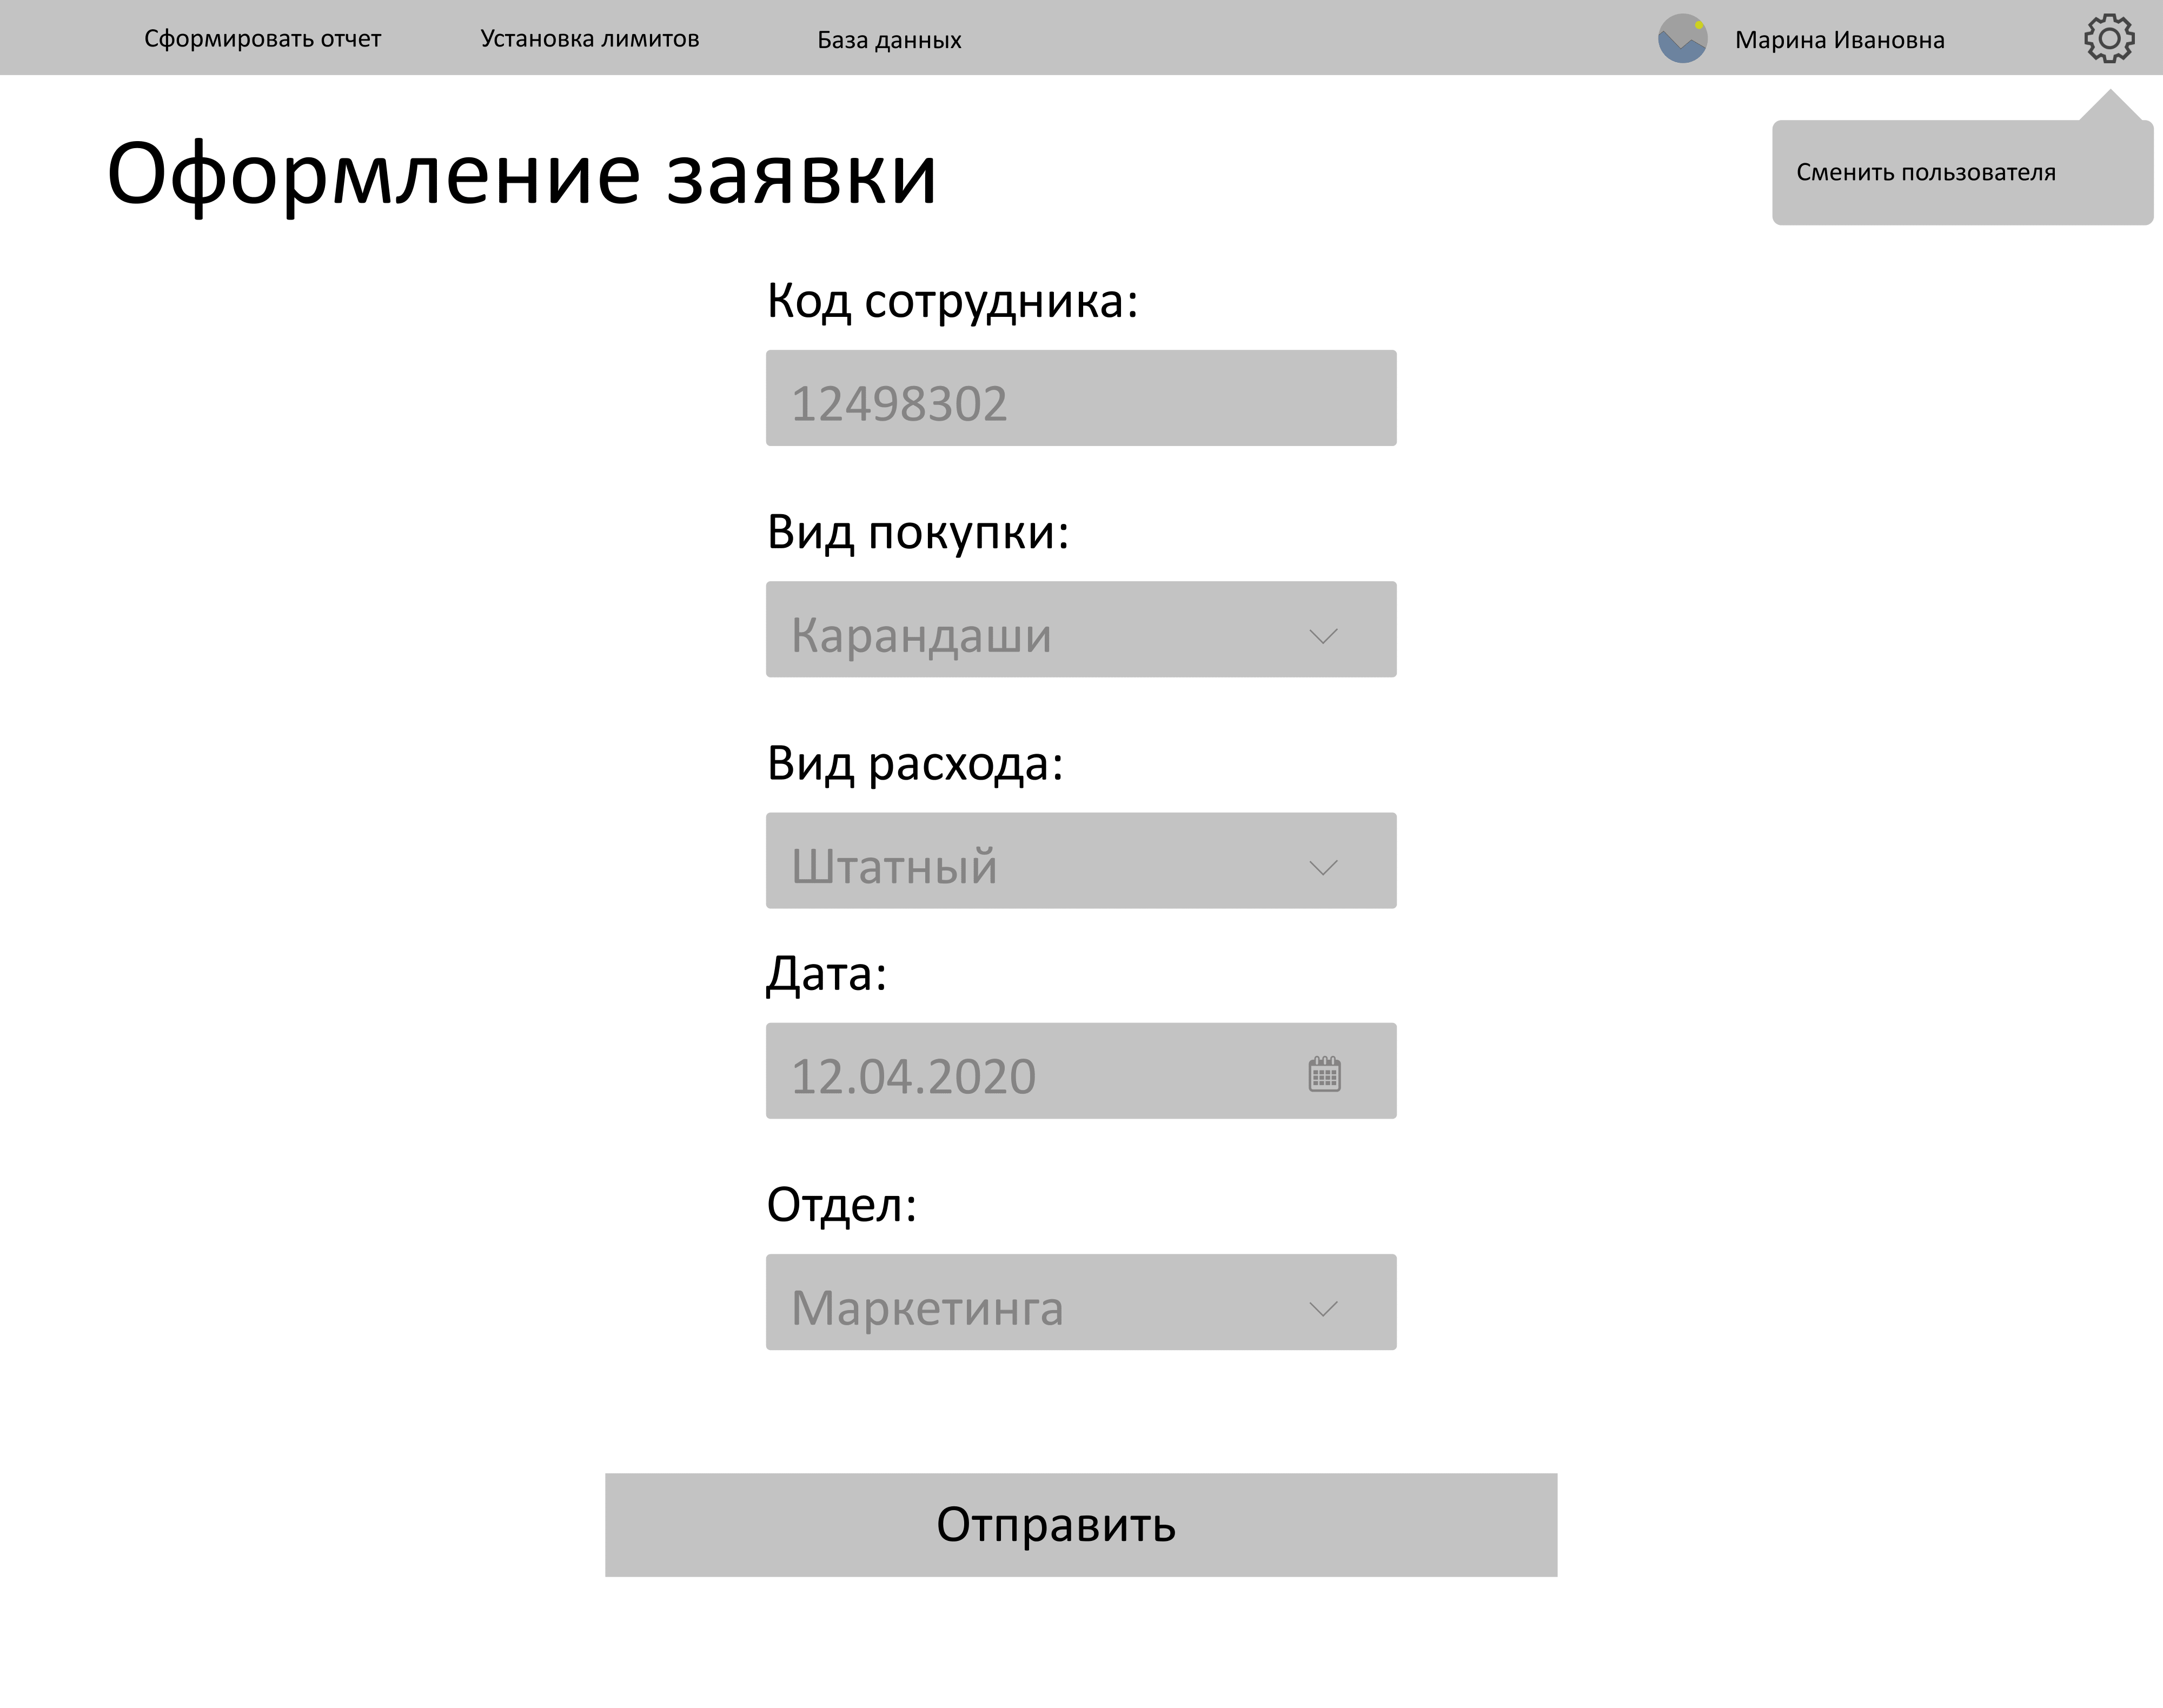 Сформировать отчет
Установка лимитов
База данных
Марина Ивановна
Оформление заявки
Сменить пользователя
Код сотрудника:
12498302
Вид покупки:
Карандаши
Вид расхода:
Штатный
Дата:
12.04.2020
Отдел:
Маркетинга
Отправить